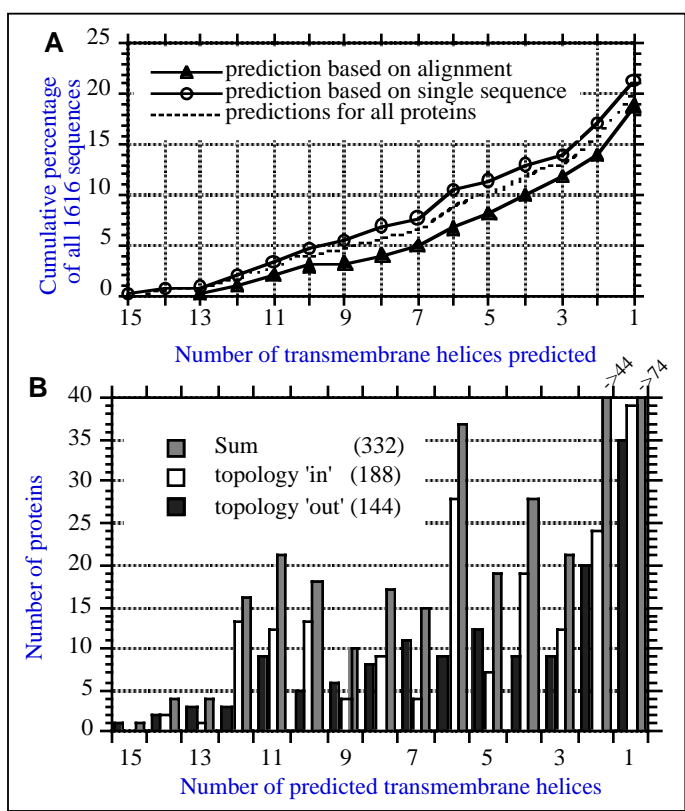 A
25
20
15
10
5
0
Cumulative percentage
of all 1616 sequences
prediction based on alignment
prediction based on single sequence
predictions for all proteins
15 13 11 9 7 5 3 1
Number of transmembrane helices predicted
B
->44 ->74
40
35
30
25
20
15
10
5
0
Number of proteins
Sum (332)
topology 'in' (188)
topology 'out' (144)
15 13 11 9 7 5 3 1
Number of predicted transmembrane helices